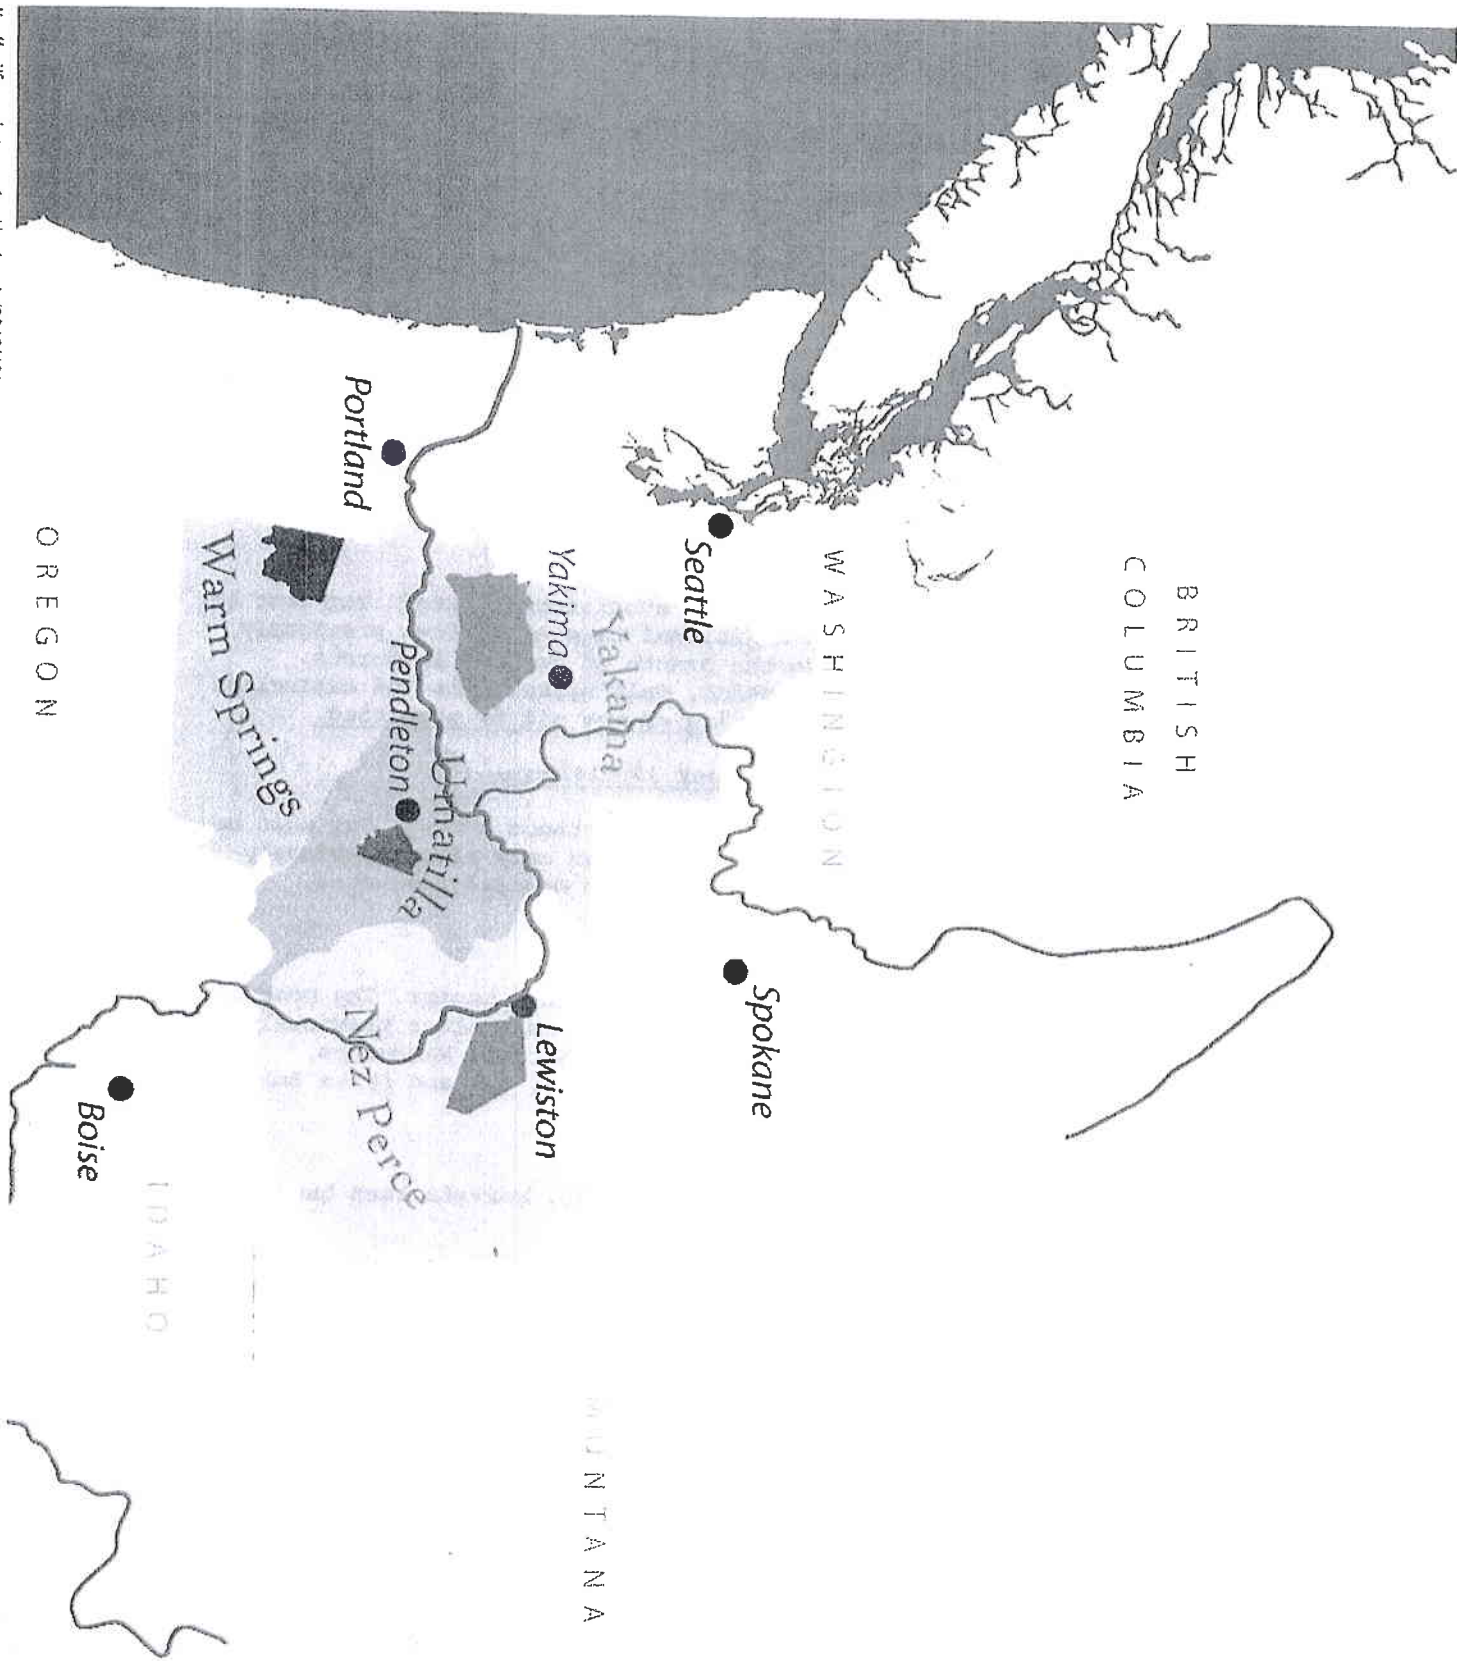 BRITISH
COLUMBIA
WASHINGTON
Seattle
Spokane
Yakima
Yakama
Lewiston
MONTANA
Umatilla
Pendleton
Portland
Nez Perce
Warm Springs
IDAHO
Boise
OREGON